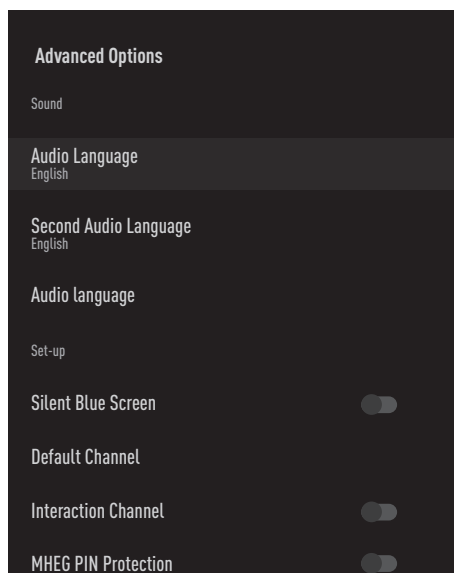 Advanced Options
Sound
Audio Language
English
Second Audio Language
English
Audio language
Set-up
Silent Blue Screen
Default Channel
Interaction Channel
MHEG PIN Protection